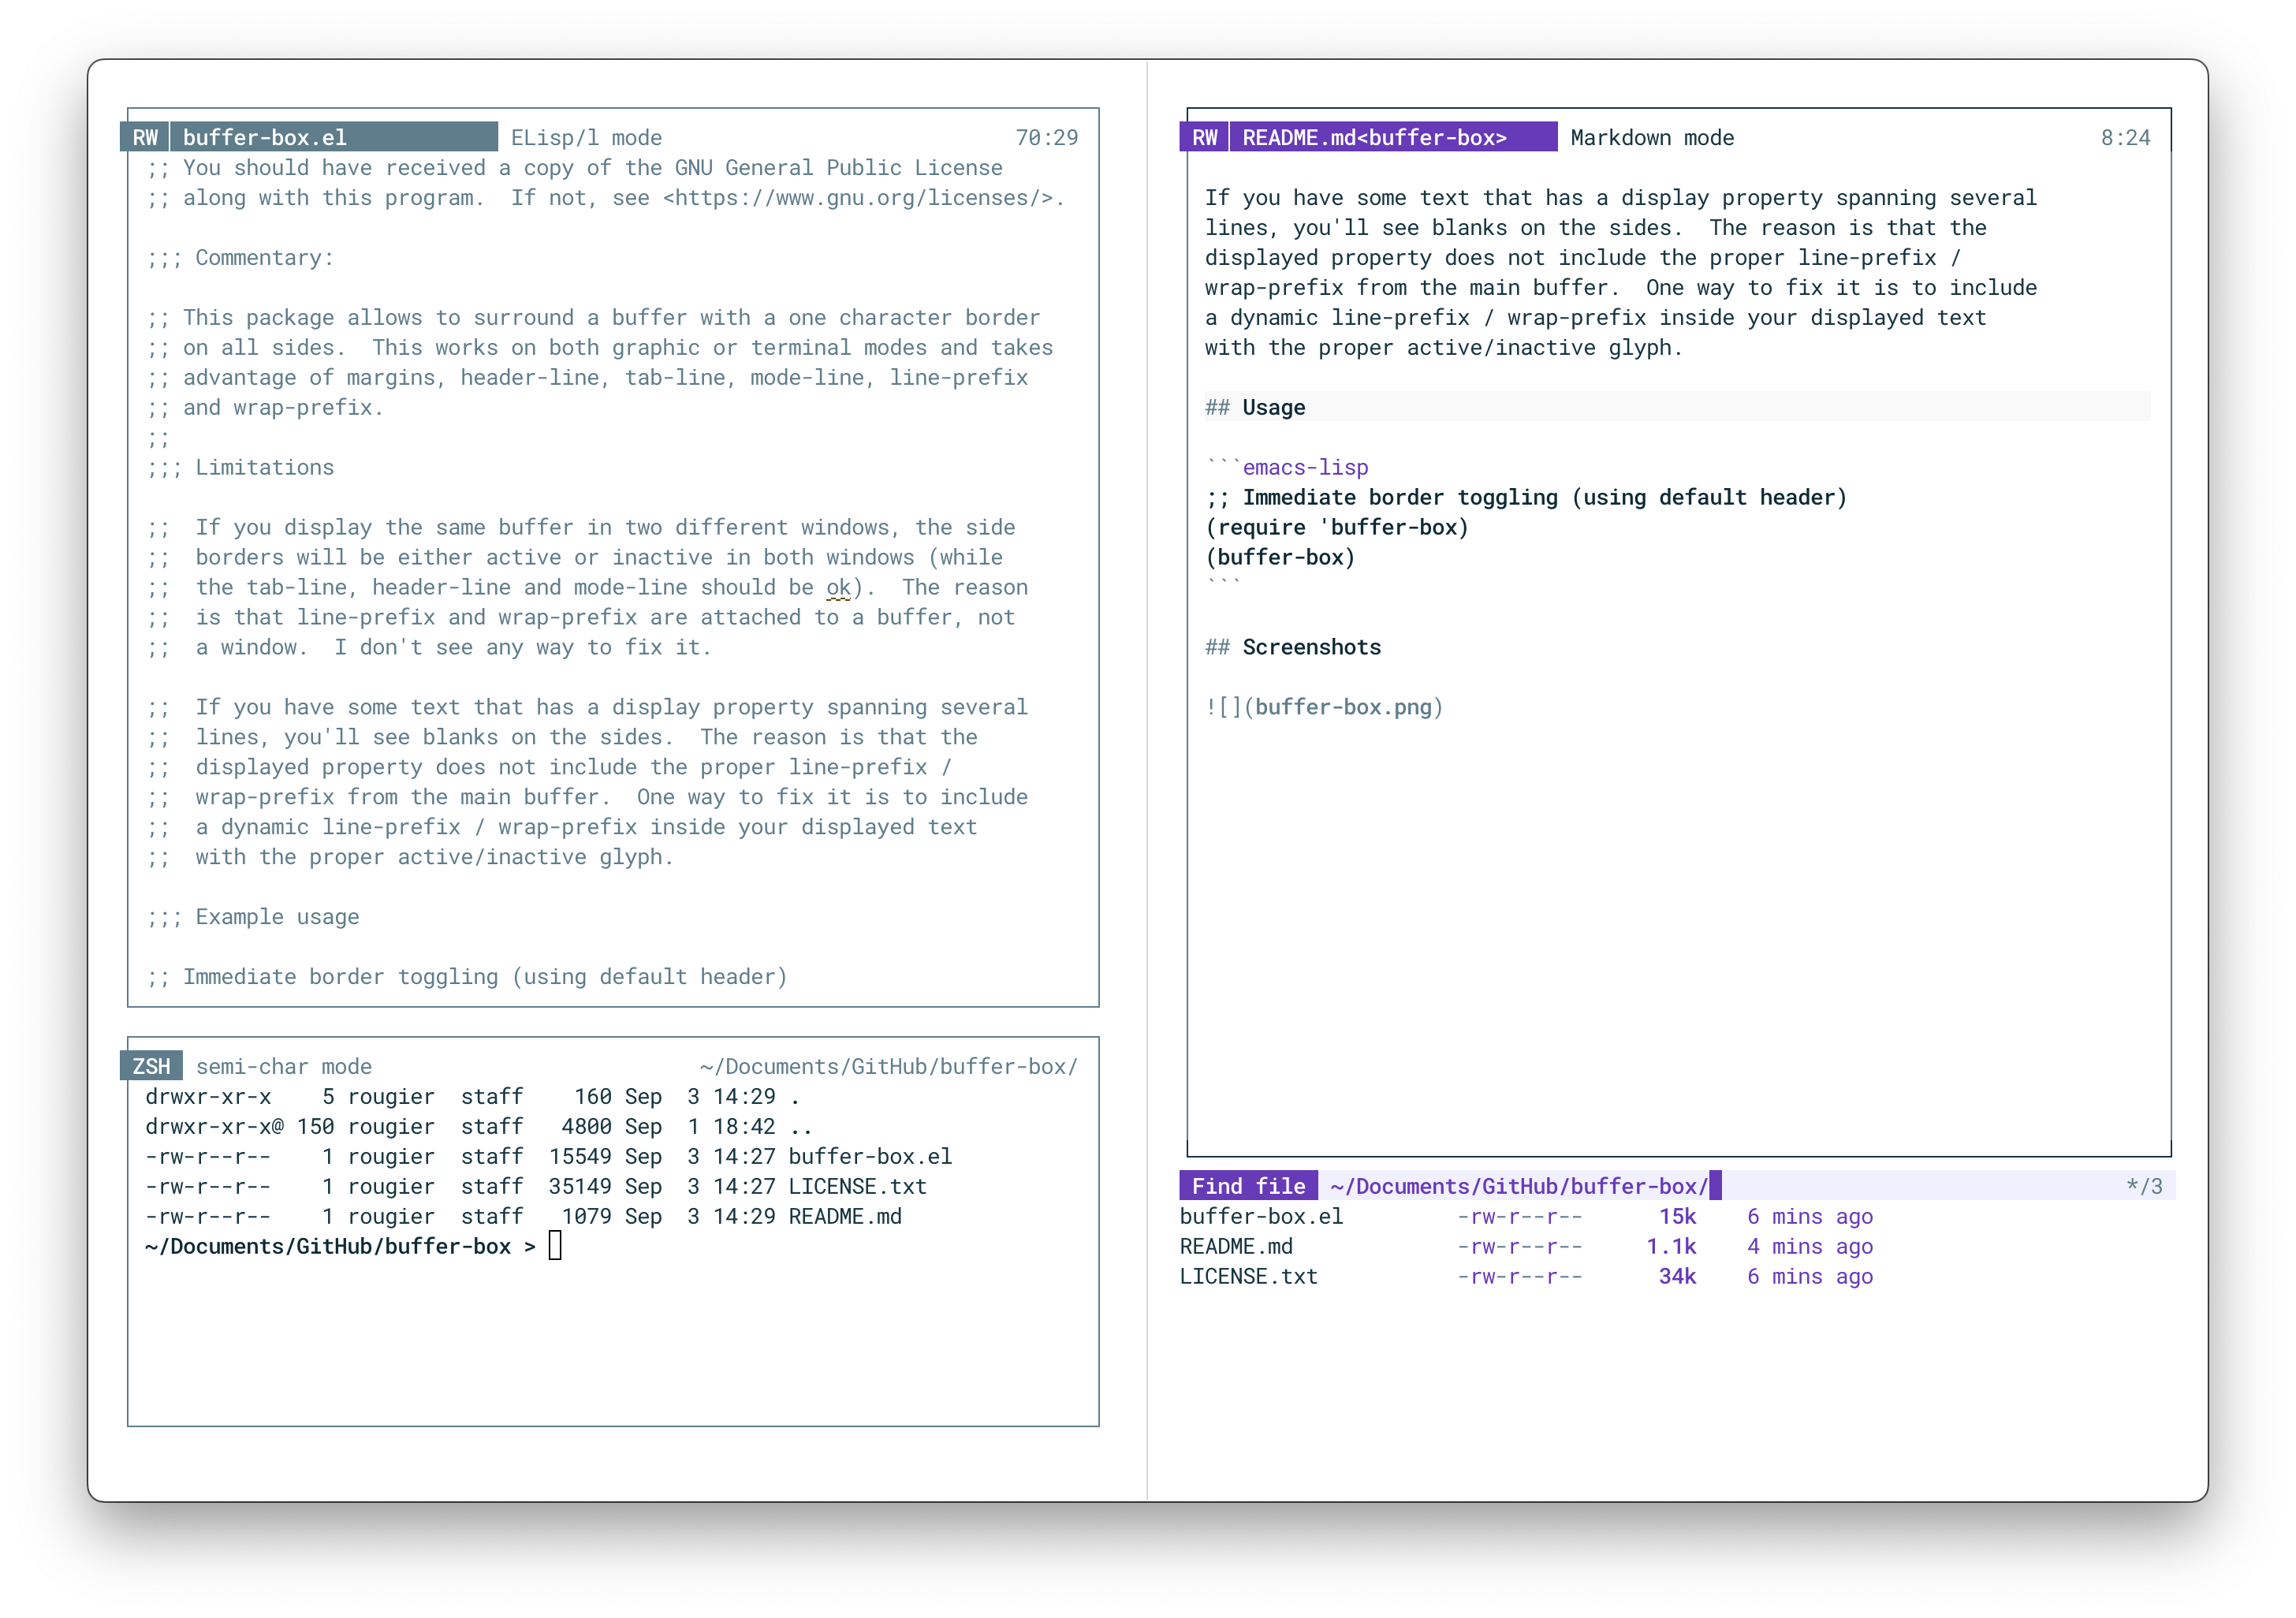 RW buffer-box.el ELisp/l mode 70:29
;; You should have received a copy of the GNU General Public License
;; along with this program.  If not, see <https://www.gnu.org/licenses/>.
;;; Commentary:
;; This package allows to surround a buffer with a one character border
;; on all sides.  This works on both graphic or terminal modes and takes
;; advantage of margins, header-line, tab-line, mode-line, line-prefix
;; and wrap-prefix.
;;
;;; Limitations
;;  If you display the same buffer in two different windows, the side
;;  borders will be either active or inactive in both windows (while
;;  the tab-line, header-line and mode-line should be ok).  The reason
;;  is that line-prefix and wrap-prefix are attached to a buffer, not
;;  a window.  I don't see any way to fix it.
;;  If you have some text that has a display property spanning several
;;  lines, you'll see blanks on the sides.  The reason is that the
;;  displayed property does not include the proper line-prefix /
;;  wrap-prefix from the main buffer.  One way to fix it is to include
;;  a dynamic line-prefix / wrap-prefix inside your displayed text
;;  with the proper active/inactive glyph.
;;; Example usage
;; Immediate border toggling (using default header)
ZSH semi-char mode ~/Documents/GitHub/buffer-box/
drwxr-xr-x    5 rougier  staff    160 Sep  3 14:29 .
drwxr-xr-x@ 150 rougier  staff   4800 Sep  1 18:42 ..
-rw-r--r--    1 rougier  staff  15549 Sep  3 14:27 buffer-box.el
-rw-r--r--    1 rougier  staff  35149 Sep  3 14:27 LICENSE.txt
-rw-r--r--    1 rougier  staff   1079 Sep  3 14:29 README.md
~/Documents/GitHub/buffer-box >
RW README.md<buffer-box> Markdown mode 8:24
If you have some text that has a display property spanning several
lines, you'll see blanks on the sides.  The reason is that the
displayed property does not include the proper line-prefix /
wrap-prefix from the main buffer.  One way to fix it is to include
a dynamic line-prefix / wrap-prefix inside your displayed text
with the proper active/inactive glyph.
## Usage
```emacs-lisp
;; Immediate border toggling (using default header)
(require 'buffer-box)
(buffer-box)
```
## Screenshots
![](buffer-box.png)
Find file ~/Documents/GitHub/buffer-box/ */3
buffer-box.el         -rw-r--r--      15k    6 mins ago
README.md             -rw-r--r--     1.1k    4 mins ago
LICENSE.txt           -rw-r--r--      34k    6 mins ago